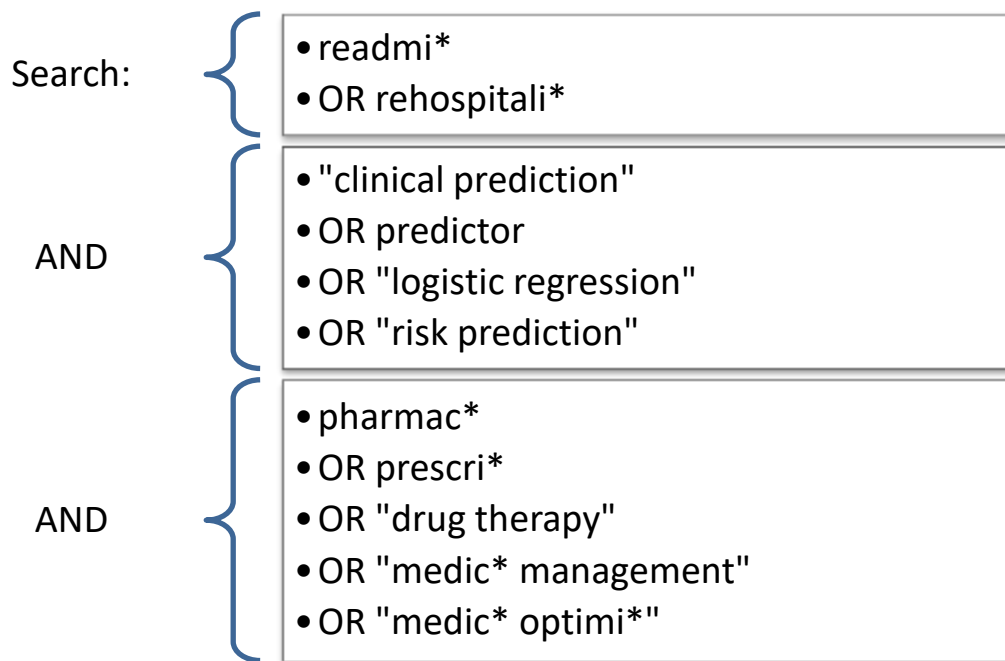 Search:
• readmi*
• OR rehospitali*
AND
• "clinical prediction"
• OR predictor
• OR "logistic regression"
• OR "risk prediction"
AND
• pharmac*
• OR prescri*
• OR "drug therapy"
• OR "medic* management"
• OR "medic* optimi*"